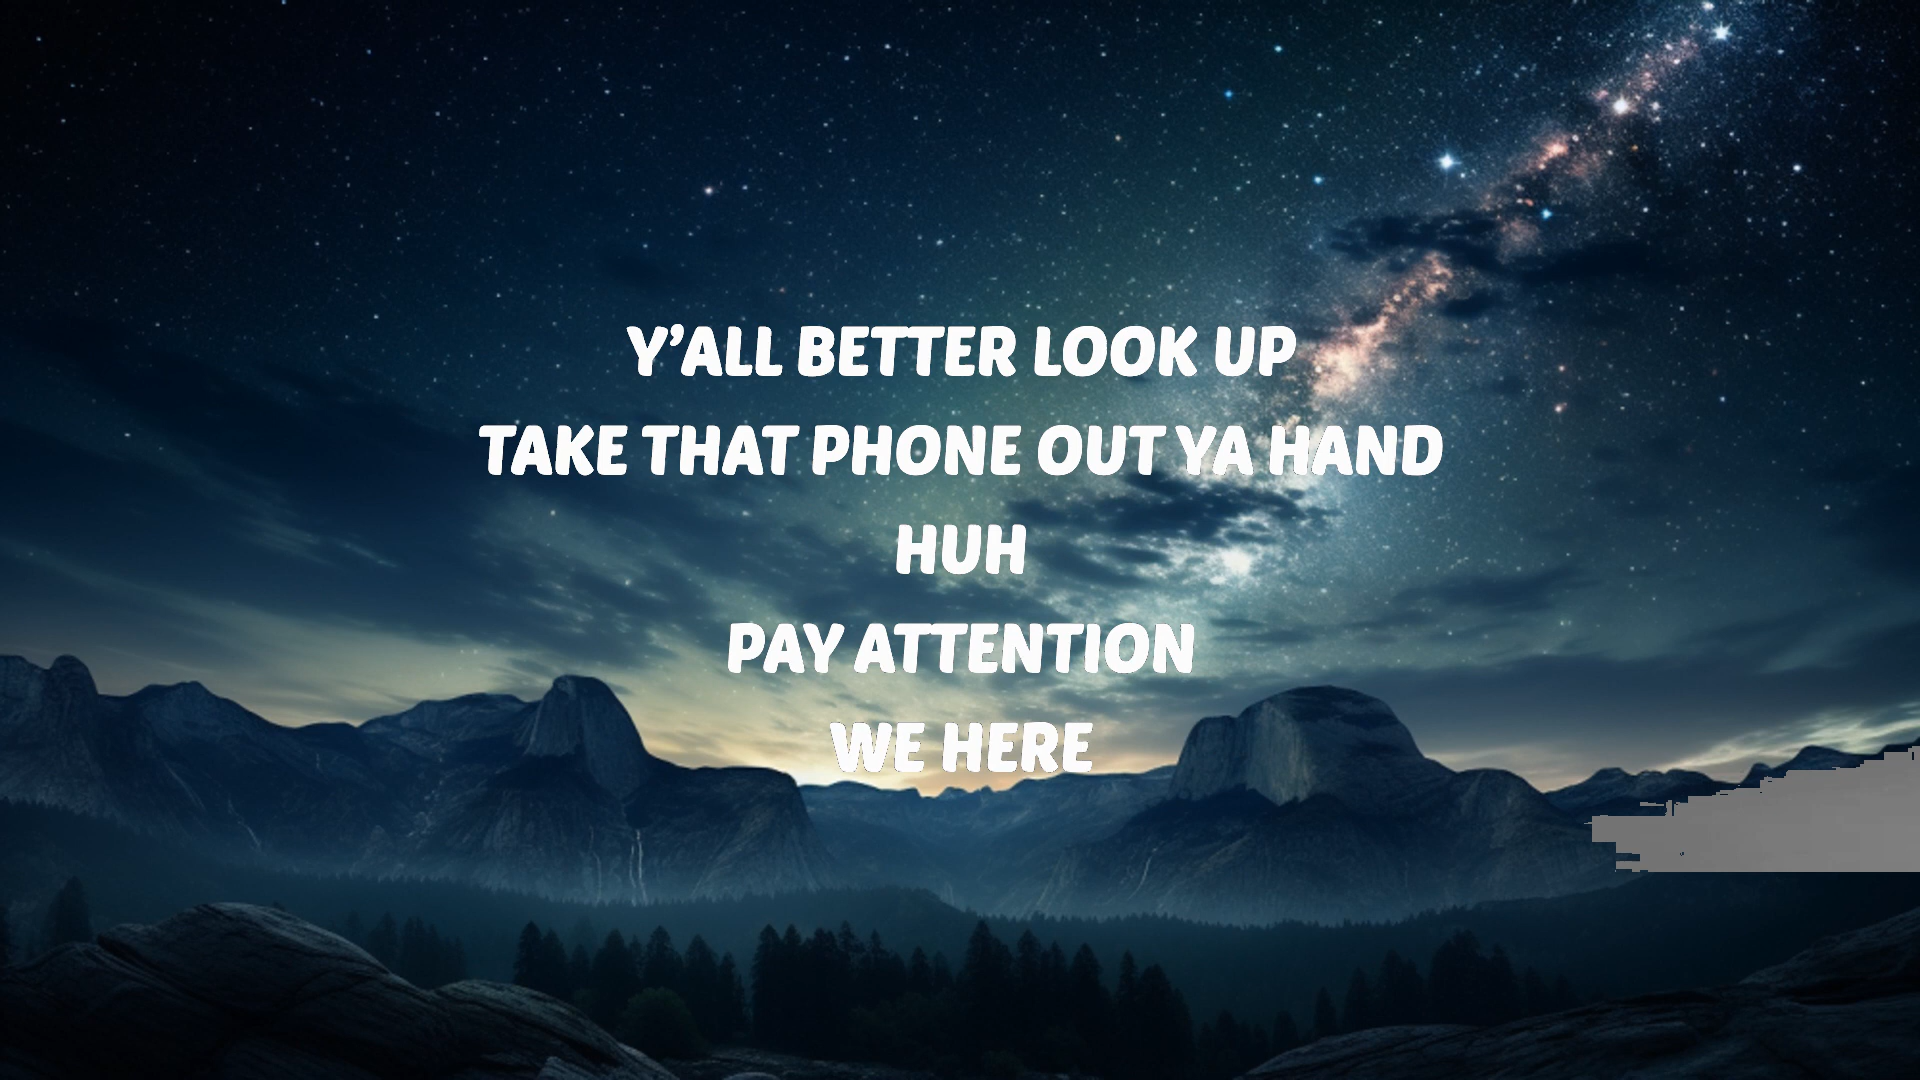 Y’ALL BETTER LOOK UP
TAKE THAT PHONE OUT YA HAND
HUH
PAY ATTENTION
WE HERE